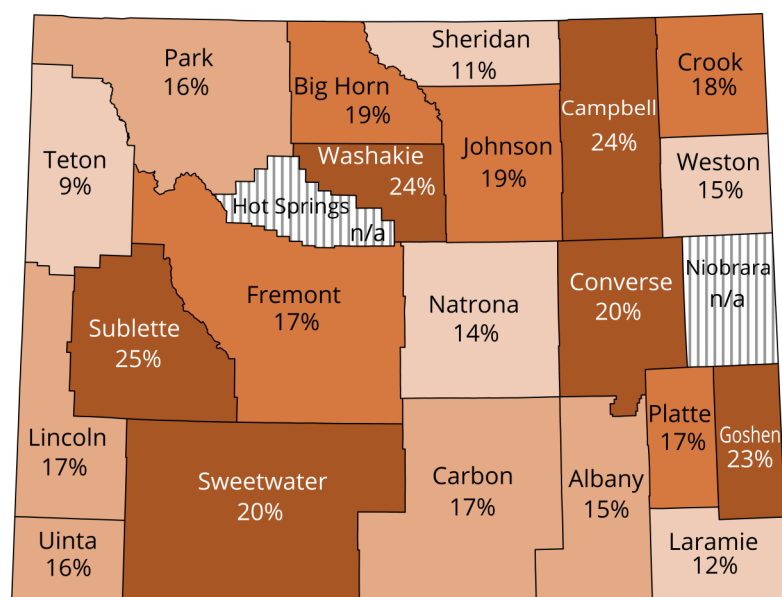 Park
16%
Sheridan
11%
Big Horn
19%
Crook
18%
Campbell
24%
Teton
9%
Washakie
24%
Johnson
19%
Weston
15%
Hot Springs
n/a
Fremont
17%
Natrona
14%
Converse
20%
Niobrara
n/a
Sublette
25%
Lincoln
17%
Platte
17%
Goshen
23%
Sweetwater
20%
Carbon
17%
Albany
15%
Uinta
16%
Laramie
12%